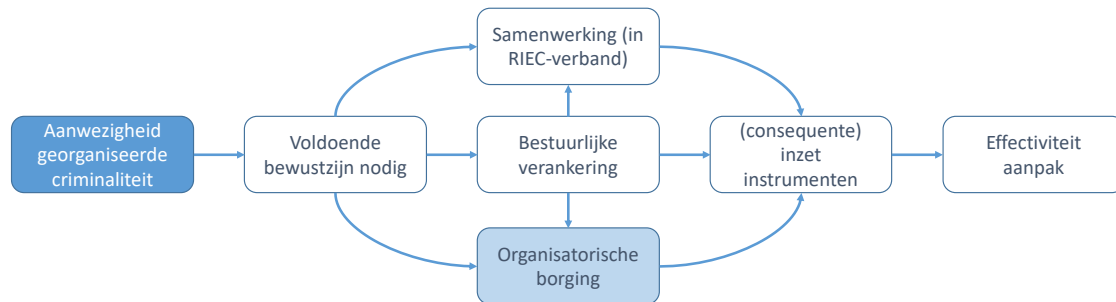 Samenwerking (in
RIEC-verband)
Aanwezigheid
georganiseerde
criminaliteit
Voldoende
bewustzijn nodig
Bestuurlijke
verankering
(consequente)
inzet
instrumenten
Effectiviteit
aanpak
Organisatorische
borging